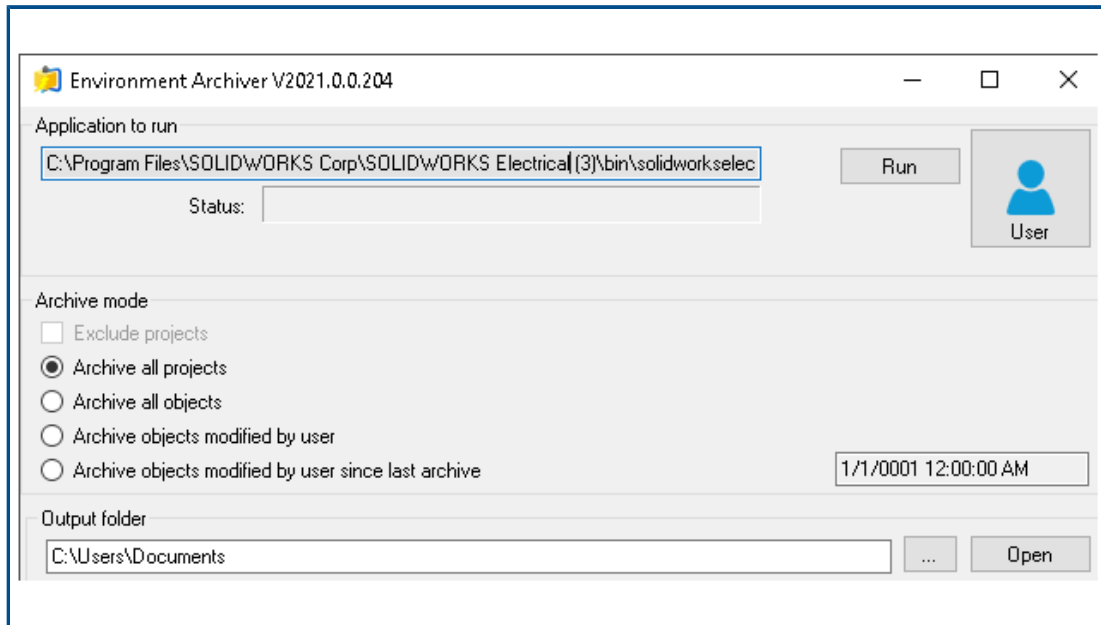 Environment Archiver V2021.0.0.204
Application to run
C:\Program Files\SOLIDWORKS Corp\SOLIDWORKS Electrical (3)\bin\solidworkselec
Run
Status:
User
Archive mode
Exclude projects
Archive all projects
Archive all objects
Archive objects modified by user
Archive objects modified by user since last archive
1/1/0001 12:00:00 AM
Output folder
C:\Users\Documents
...
Open